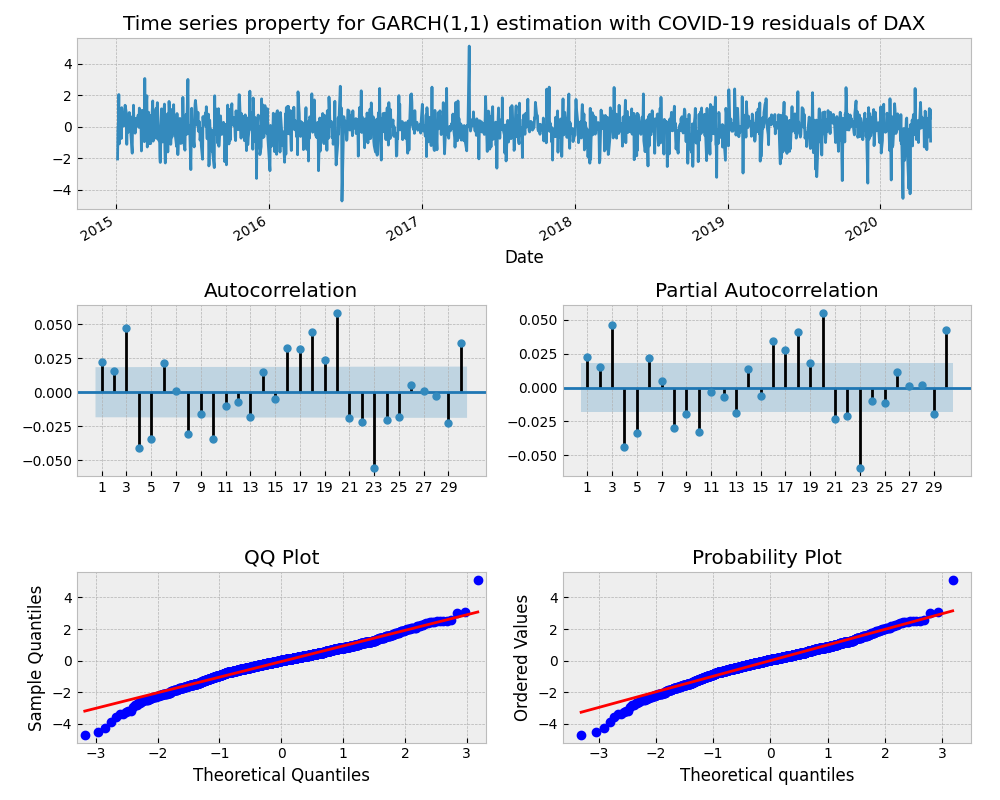 Time series property for GARCH(1,1) estimation with COVID-19 residuals of DAX
4
2
0
−2
−4
2015 2016 2017 2018 2019 2020
Date
Autocorrelation
0.050
0.025
0.000
−0.025
−0.050
1 3 5 7 9 11 13 15 17 19 21 23 25 27 29
Partial Autocorrelation
0.050
0.025
0.000
−0.025
−0.050
1 3 5 7 9 11 13 15 17 19 21 23 25 27 29
QQ Plot
Sample Quantiles
4
2
0
−2
−4
−3 −2 −1 0 1 2 3
Theoretical Quantiles
Probability Plot
Ordered Values
4
2
0
−2
−4
−3 −2 −1 0 1 2 3
Theoretical quantiles